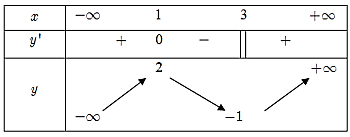 x −∞ 1 3 +∞
y' + 0 − || +
2 +∞
y
−∞ −1